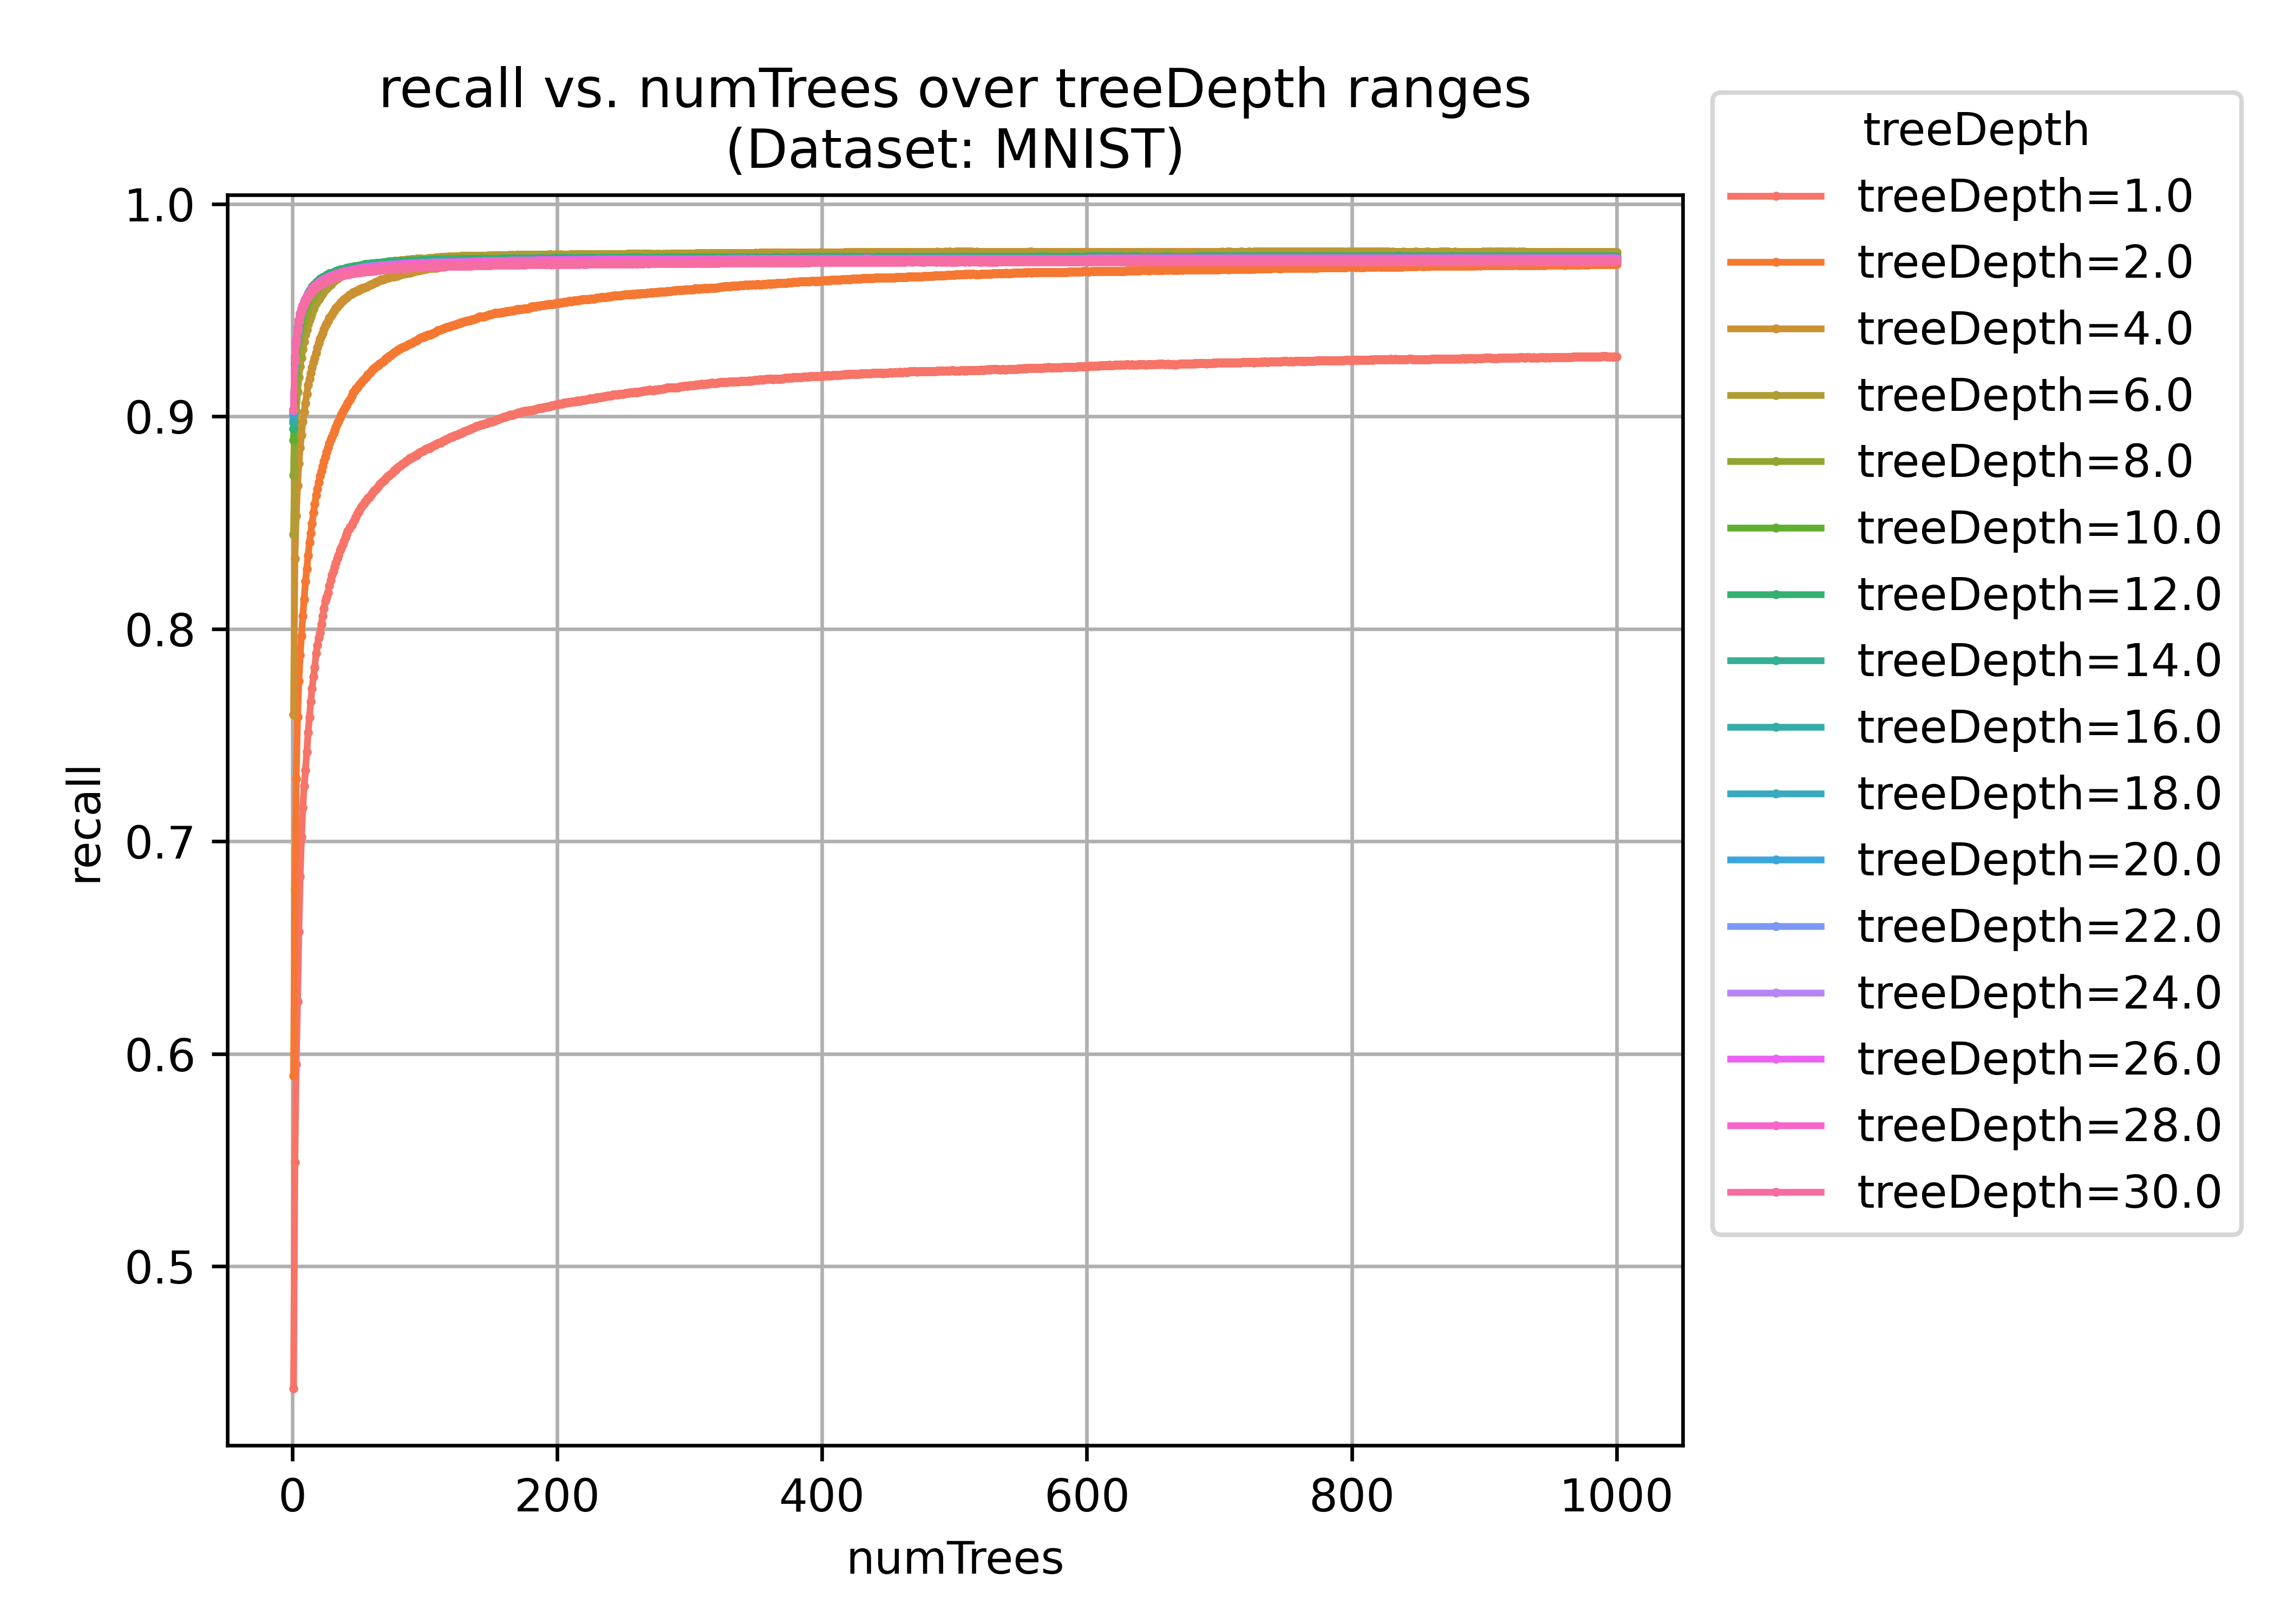 recall vs. numTrees over treeDepth ranges
(Dataset: MNIST)
treeDepth
treeDepth=1.0
treeDepth=2.0
treeDepth=4.0
treeDepth=6.0
treeDepth=8.0
treeDepth=10.0
treeDepth=12.0
treeDepth=14.0
treeDepth=16.0
treeDepth=18.0
treeDepth=20.0
treeDepth=22.0
treeDepth=24.0
treeDepth=26.0
treeDepth=28.0
treeDepth=30.0
recall
1.0
0.9
0.8
0.7
0.6
0.5
0 200 400 600 800 1000
numTrees